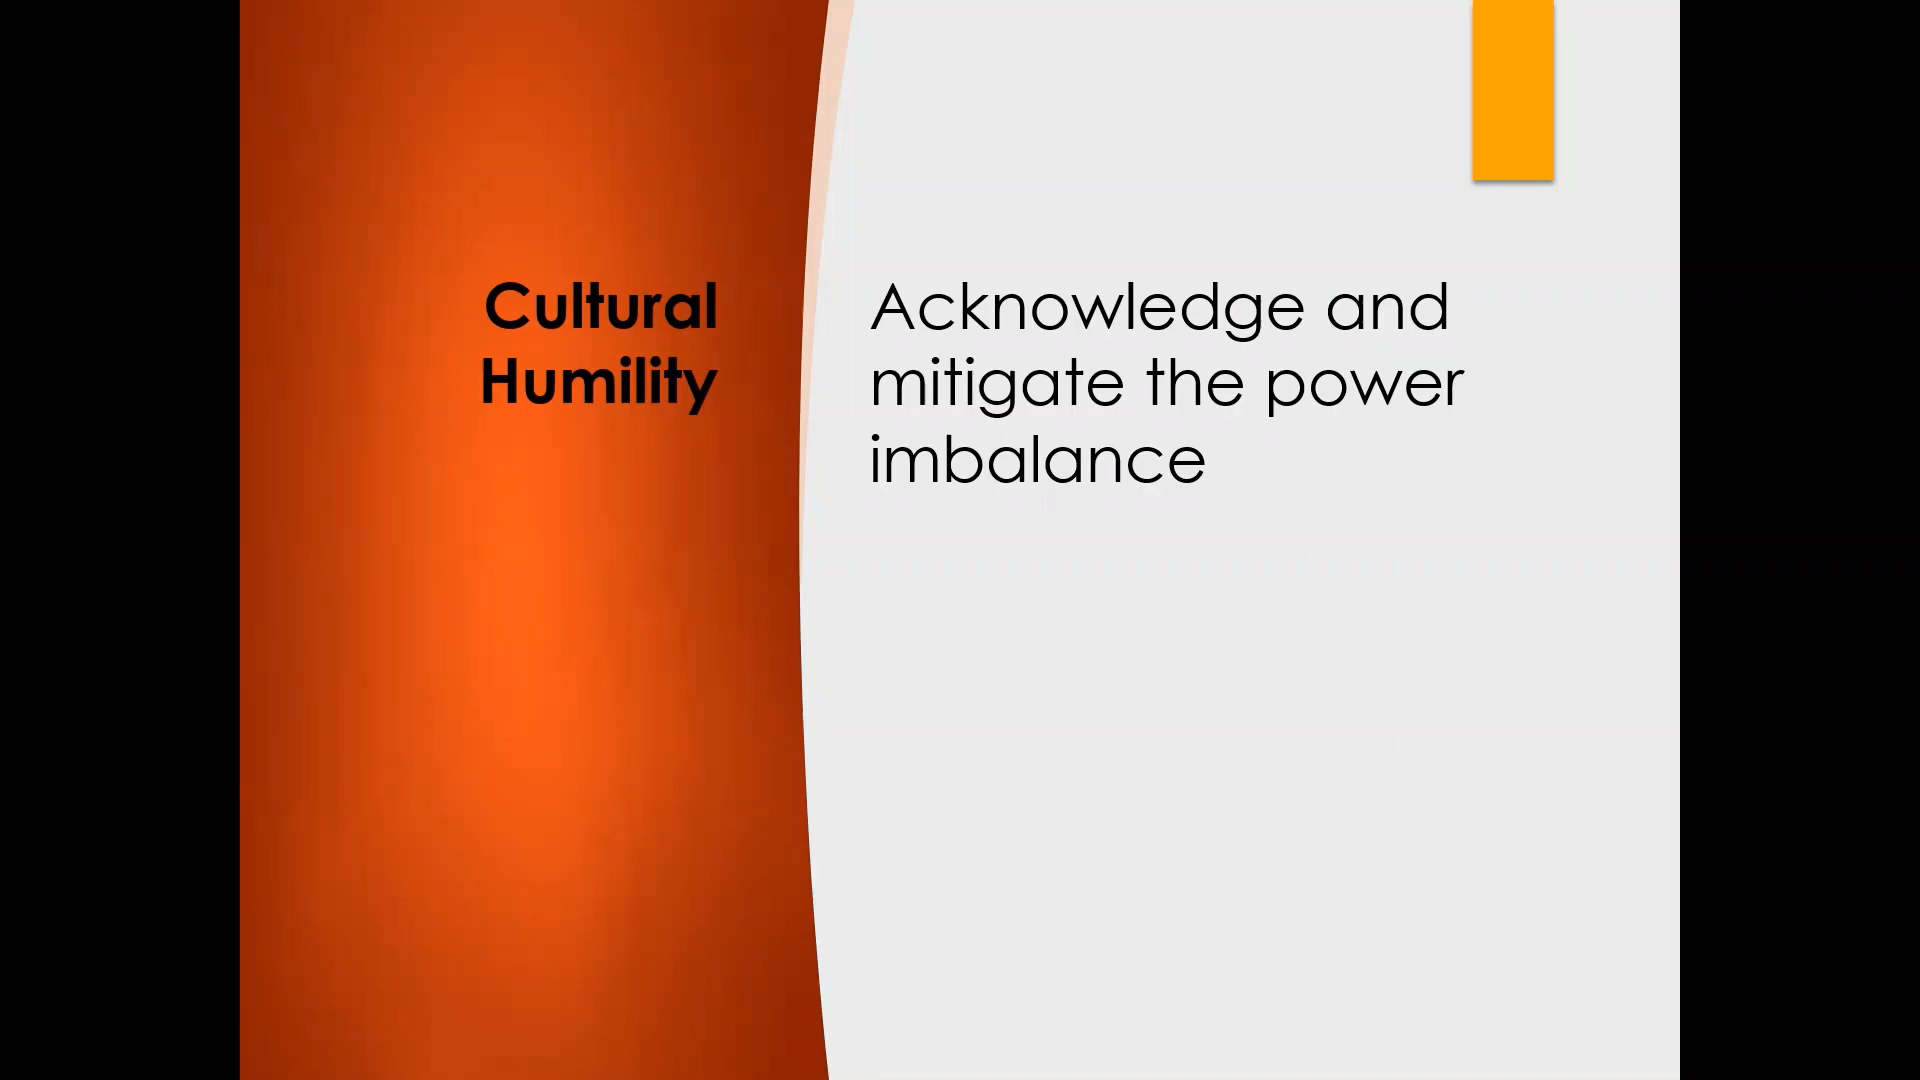 Cultural
Humility
Acknowledge and
mitigate the power
imbalance